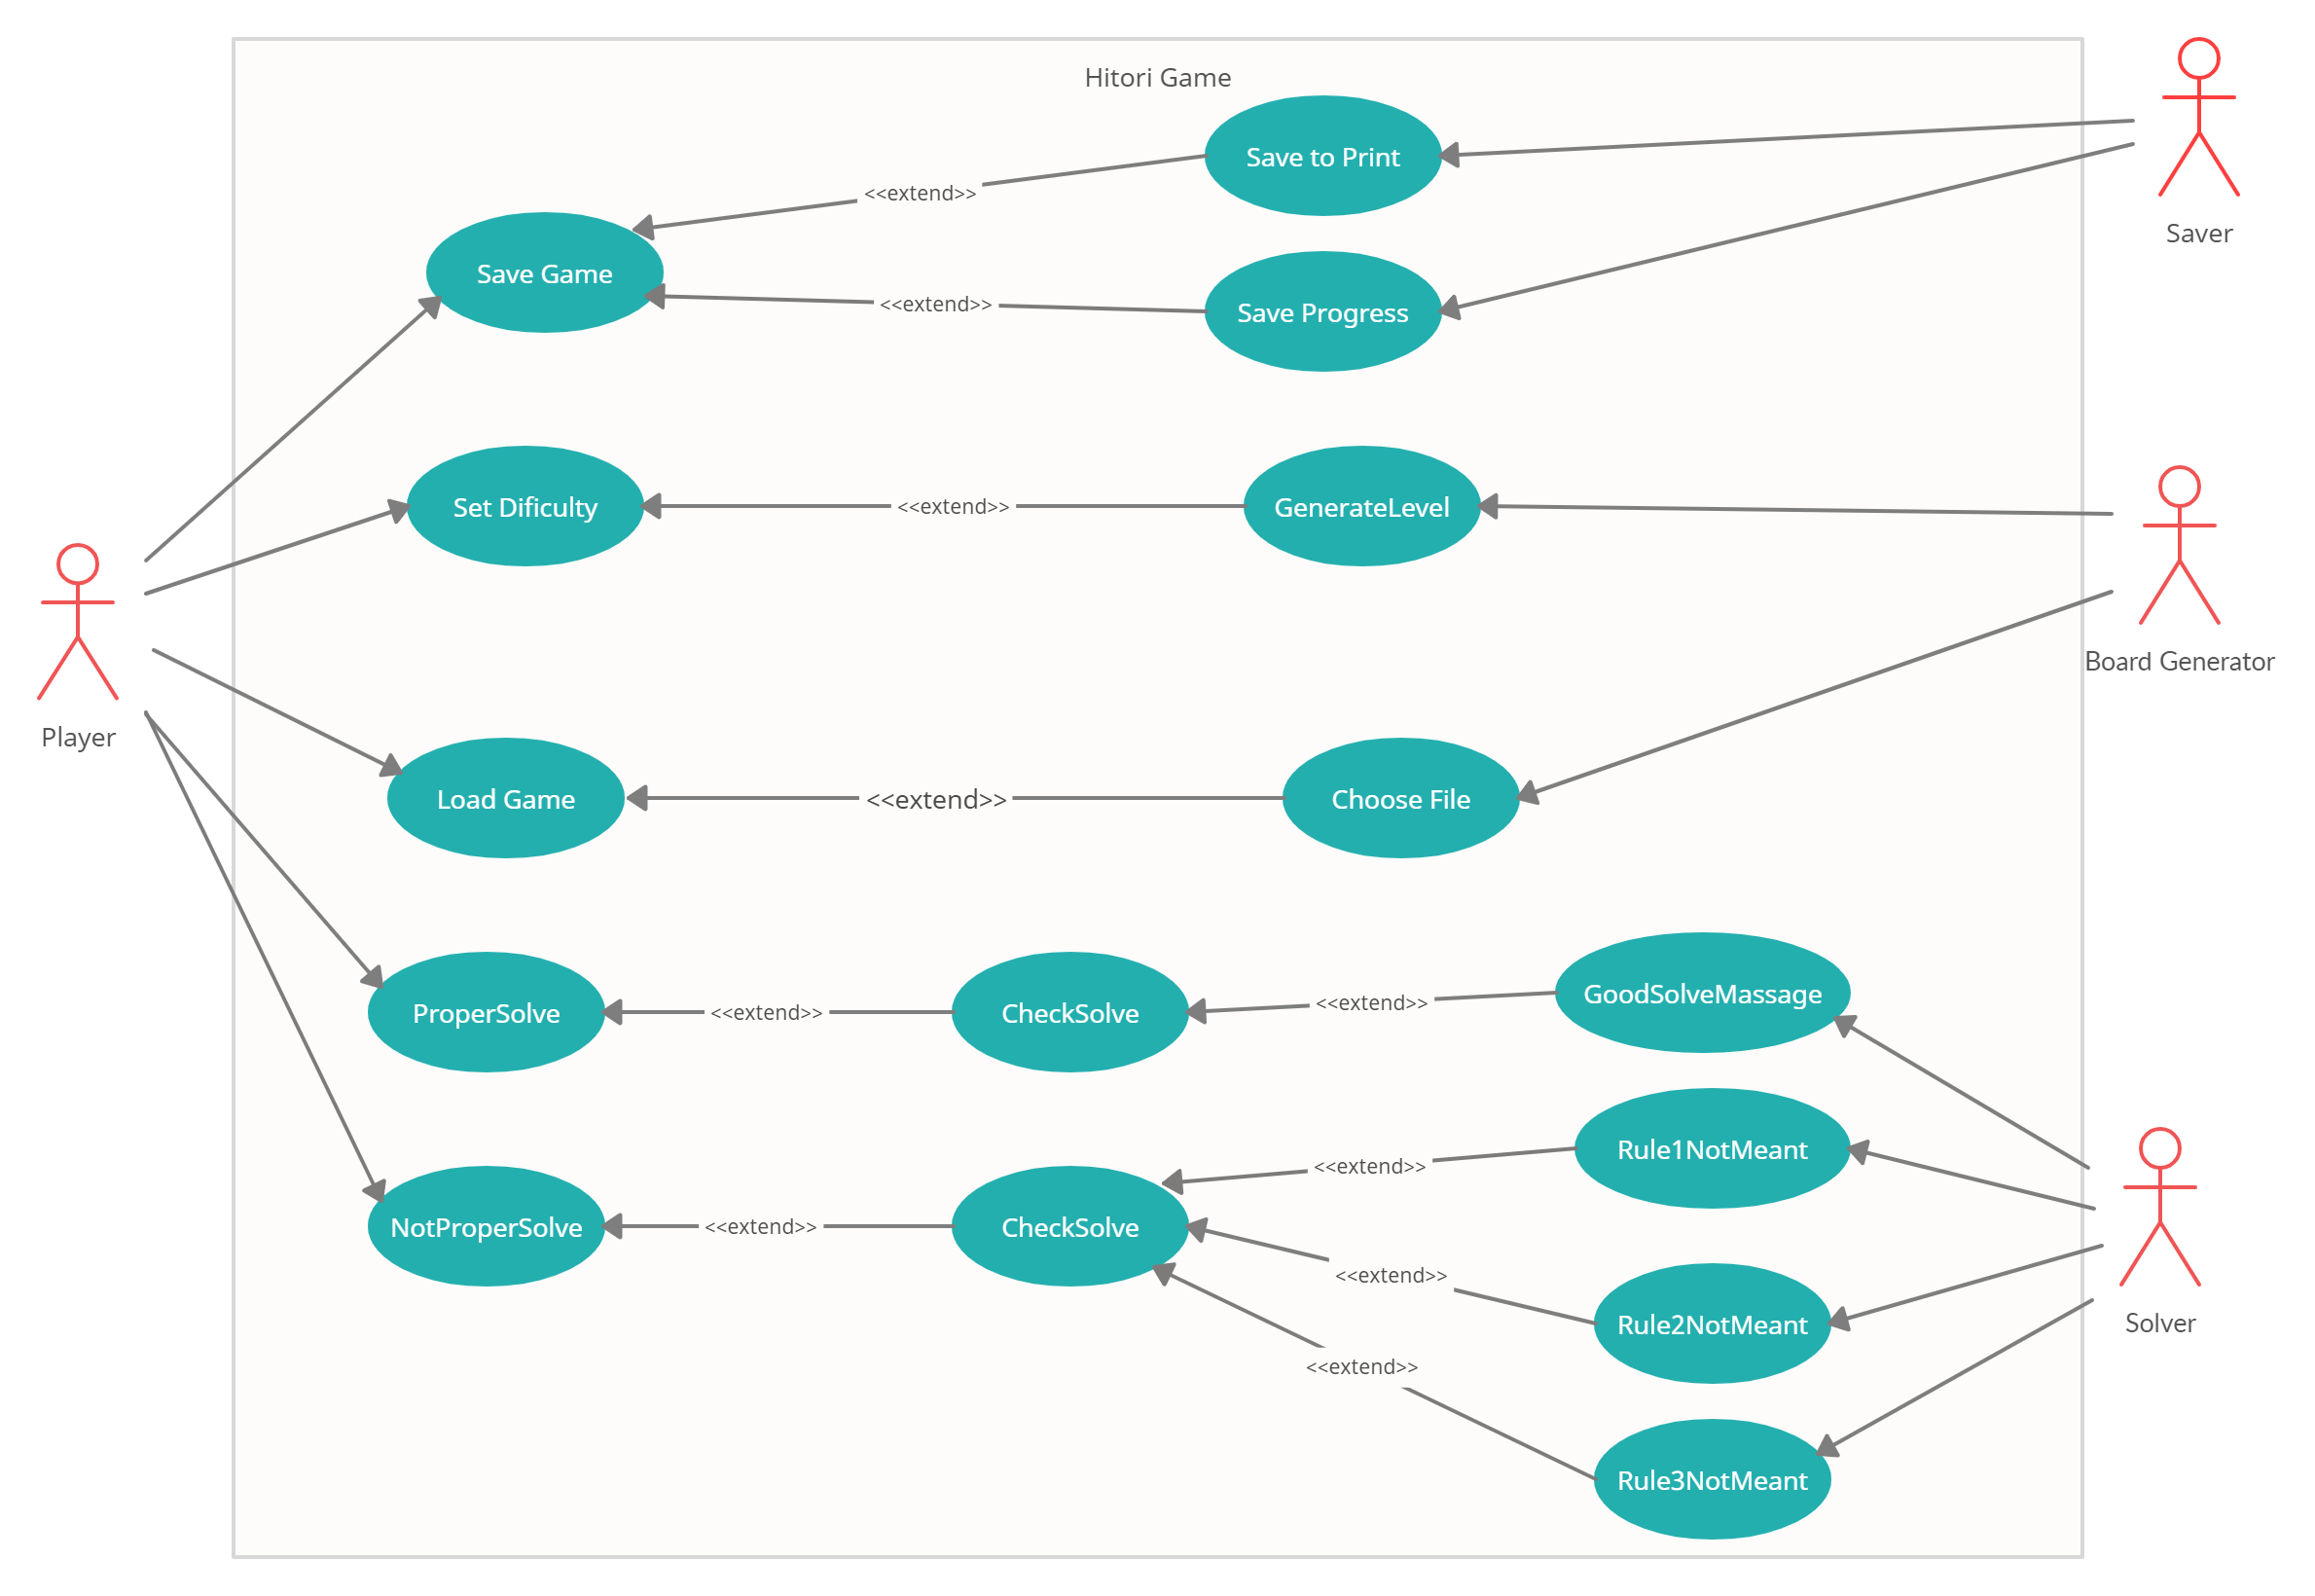 Hitori Game
Save to Print
<<extend>>
Saver
Save Game
<<extend>>
Save Progress
Set Dificulty
<<extend>>
GenerateLevel
Board Generator
Player
Load Game
<<extend>>
Choose File
ProperSolve
<<extend>>
CheckSolve
<<extend>>
GoodSolveMassage
Rule1NotMeant
<<extend>>
NotProperSolve
<<extend>>
CheckSolve
<<extend>>
Rule2NotMeant
Solver
<<extend>>
Rule3NotMeant